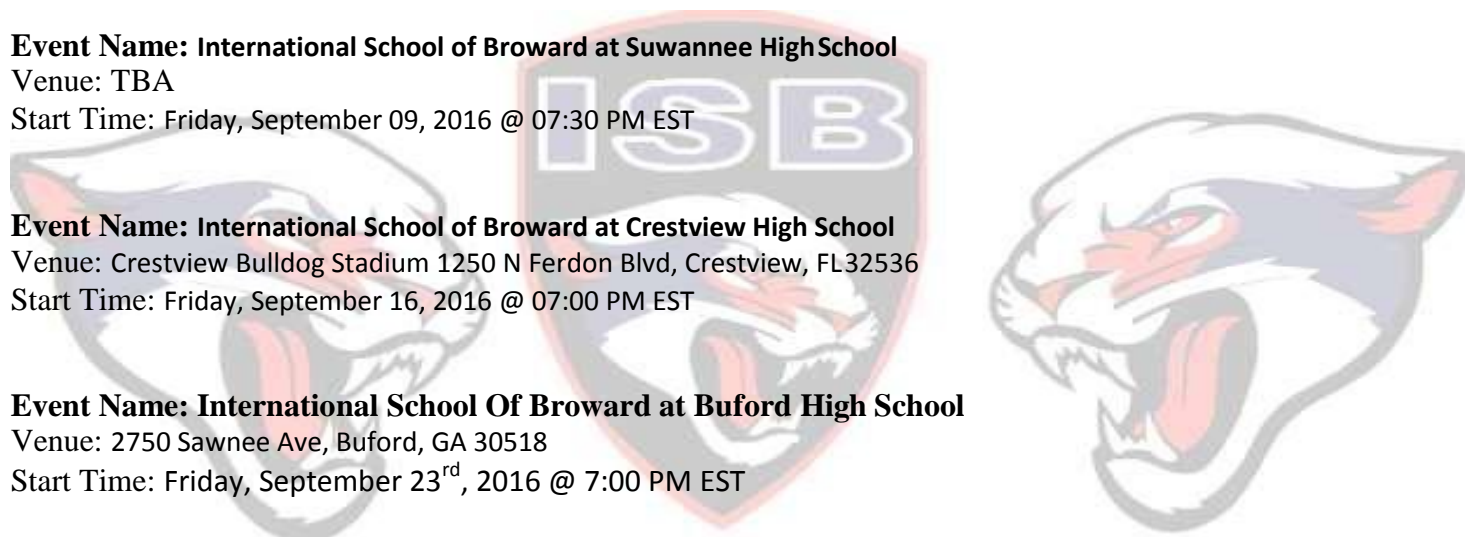 Event Name: International School of Broward at Suwannee High School
Venue: TBA
Start Time: Friday, September 09, 2016 @ 07:30 PM EST
ISB
Event Name: International School of Broward at Crestview High School
Venue: Crestview Bulldog Stadium 1250 N Ferdon Blvd, Crestview, FL32536
Start Time: Friday, September 16, 2016 @ 07:00 PM EST
Event Name: International School Of Broward at Buford High School
Venue: 2750 Sawnee Ave, Buford, GA 30518
Start Time: Friday, September 23rd, 2016 @ 7:00 PM EST